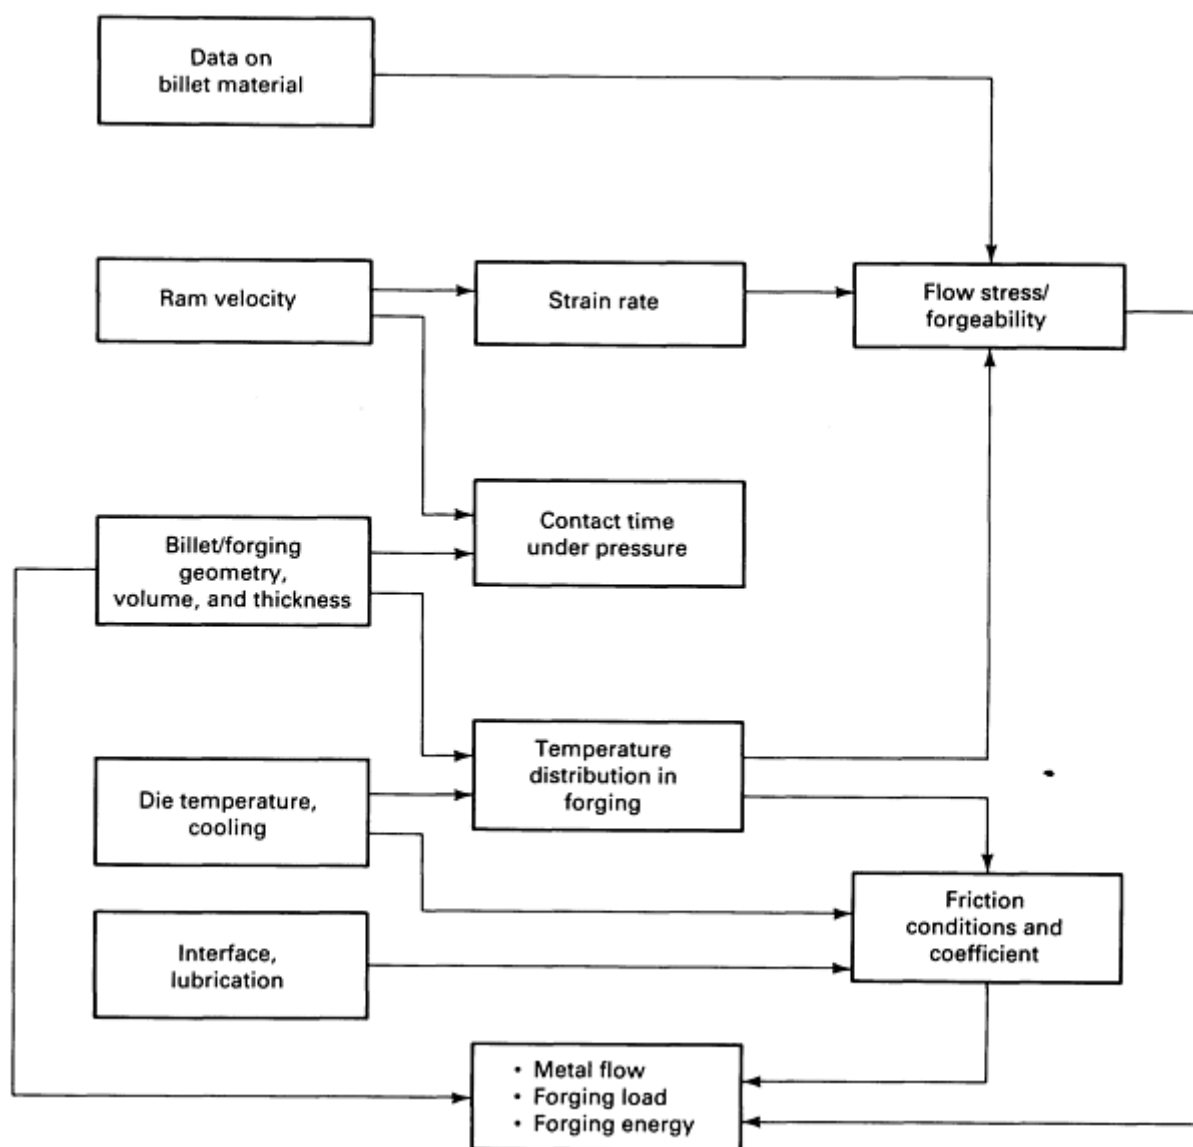 Data on
billet material
Ram velocity
Strain rate
Flow stress/
forgeability
Contact time
under pressure
Billet/forging
geometry,
volume, and thickness
Temperature
distribution in
forging
Die temperature,
cooling
Friction
conditions and
coefficient
Interface,
lubrication
• Metal flow
• Forging load
• Forging energy